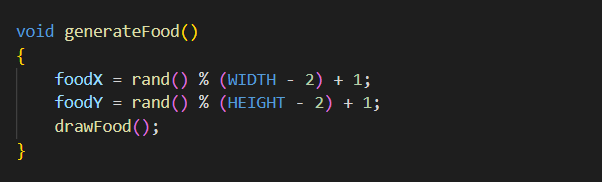 void generateFood()
{
    foodX = rand() % (WIDTH - 2) + 1;
    foodY = rand() % (HEIGHT - 2) + 1;
    drawFood();
}